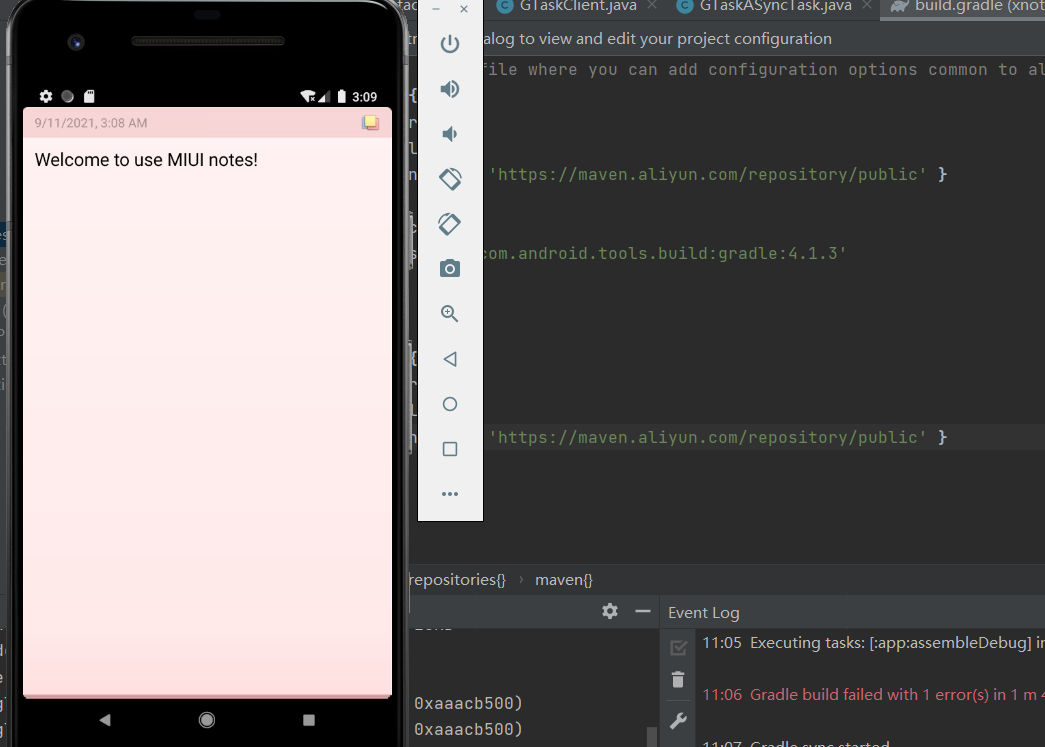 GTaskClient.java
GTaskASyncTask.java
build.gradle (xnot
alog to view and edit your project configuration
file where you can add configuration options common to al
3:09
9/11/2021, 3:08 AM
Welcome to use MIUI notes!
'https://maven.aliyun.com/repository/public' }
com.android.tools.build:gradle:4.1.3'
'https://maven.aliyun.com/repository/public' }
repositories{} › maven{}
Event Log
11:05 Executing tasks: [:app:assembleDebug] in
11:06 Gradle build failed with 1 error(s) in 1 m 4
0xaaacb500)
0xaaacb500)
11:07 Gradle sync started